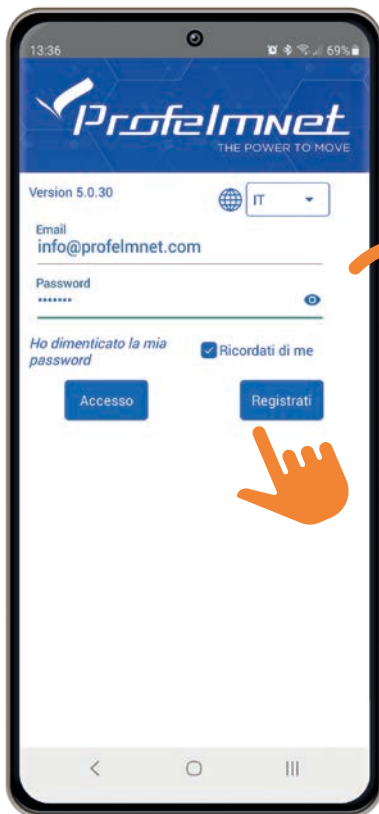 13:36 69%
Profelmnet
THE POWER TO MOVE
Version 5.0.30 IT
Email
info@profelmnet.com
Password
•••••••
Ho dimenticato la mia Ricordati di me
password
Accesso Registrati